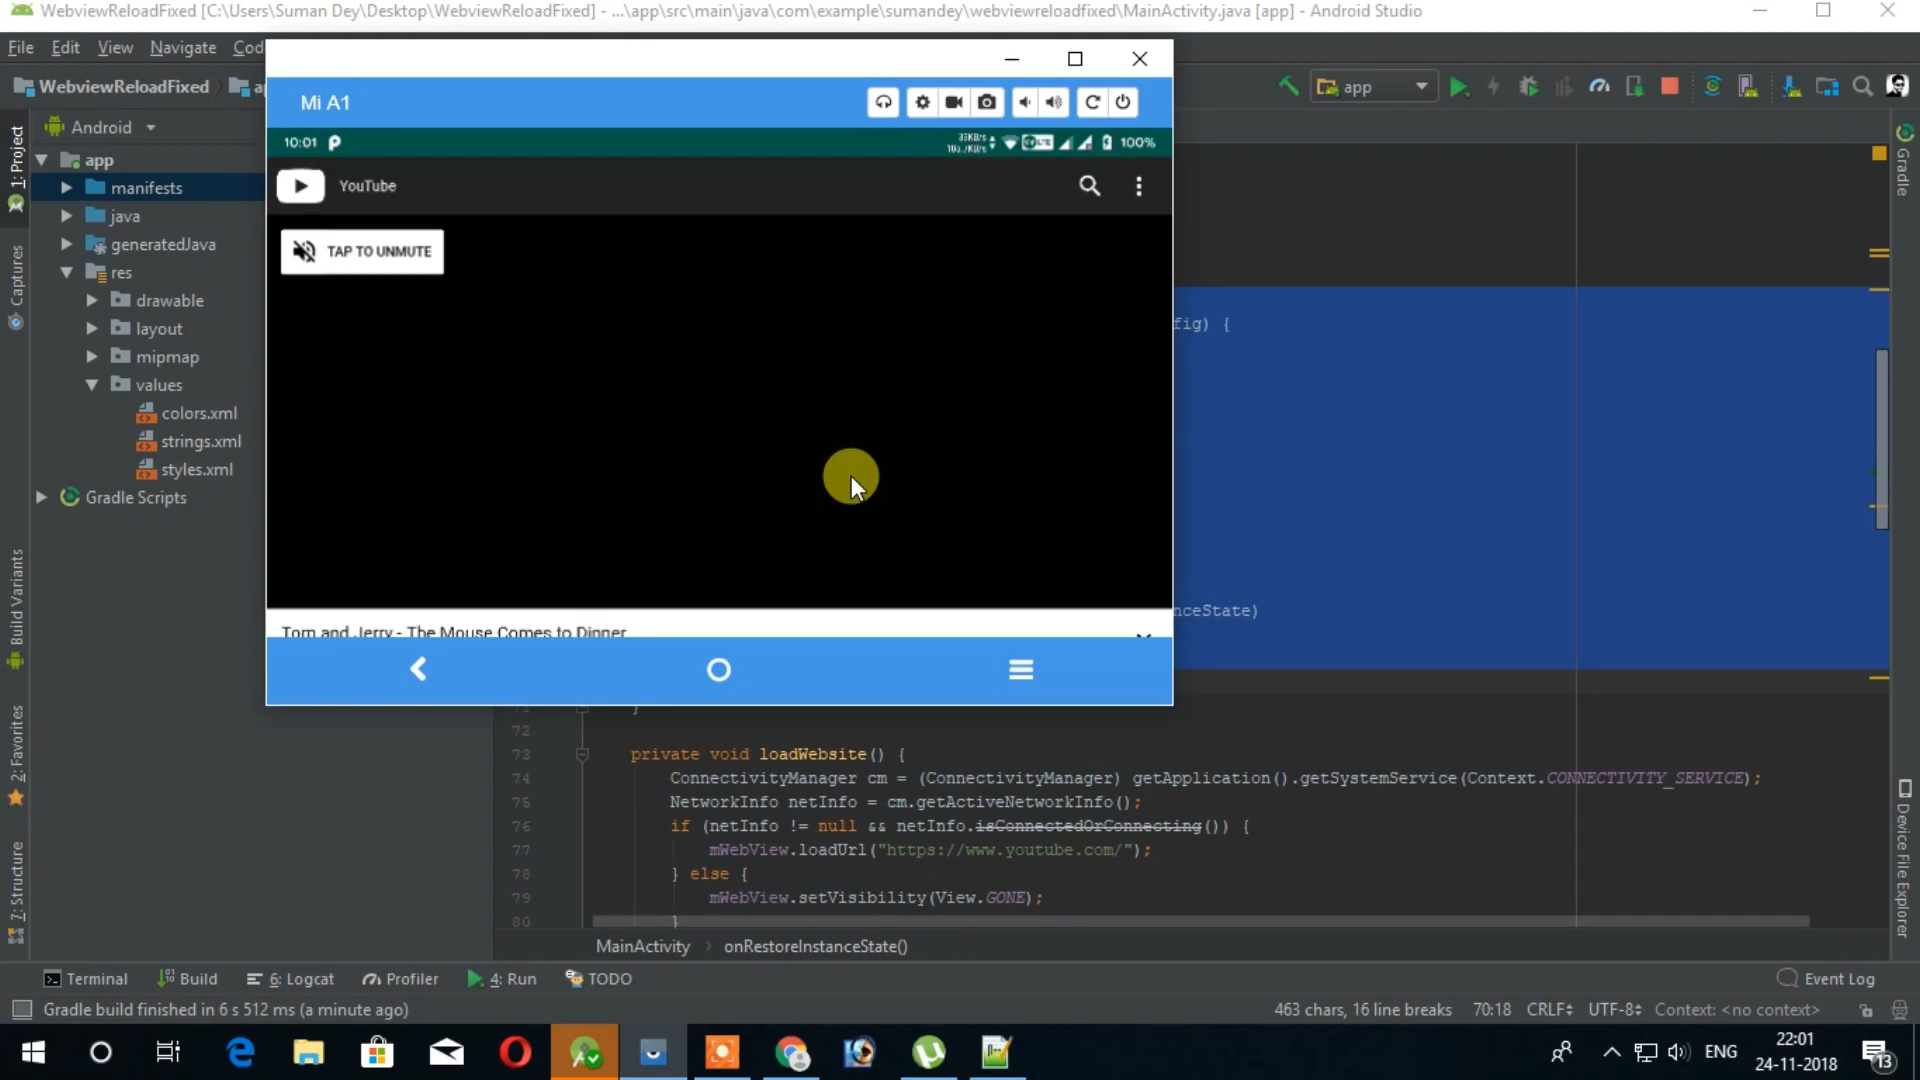 WebviewReloadFixed [C:\Users\Suman Dey\Desktop\WebviewReloadFixed] - ...\app\src\main\java\com\example\sumandey\webviewreloadfixed\MainActivity.java [app] - Android Studio
File Edit View Navigate Cod
WebviewReloadFixed
app
Mi A1
10:01
100%
YouTube
TAP TO UNMUTE
Tom and Jerry - The Mouse Comes to Dinner
1: Project
Captures
Build Variants
2: Favorites
7: Structure
Android
app
manifests
java
generatedJava
res
drawable
layout
mipmap
values
colors.xml
strings.xml
styles.xml
Gradle Scripts
Gradle
Device File Explorer
fig) {
nceState)
71 }
72
73 private void loadWebsite() {
74 ConnectivityManager cm = (ConnectivityManager) getApplication().getSystemService(Context.CONNECTIVITY_SERVICE);
75 NetworkInfo netInfo = cm.getActiveNetworkInfo();
76 if (netInfo != null && netInfo.isConnectedOrConnecting()) {
77 mWebView.loadUrl("https://www.youtube.com/");
78 } else {
79 mWebView.setVisibility(View.GONE);
80 }
MainActivity onRestoreInstanceState()
Terminal Build 6: Logcat Profiler 4: Run TODO Event Log
Gradle build finished in 6 s 512 ms (a minute ago) 463 chars, 16 line breaks 70:18 CRLF UTF-8 Context: <no context>
ENG
22:01
24-11-2018
13